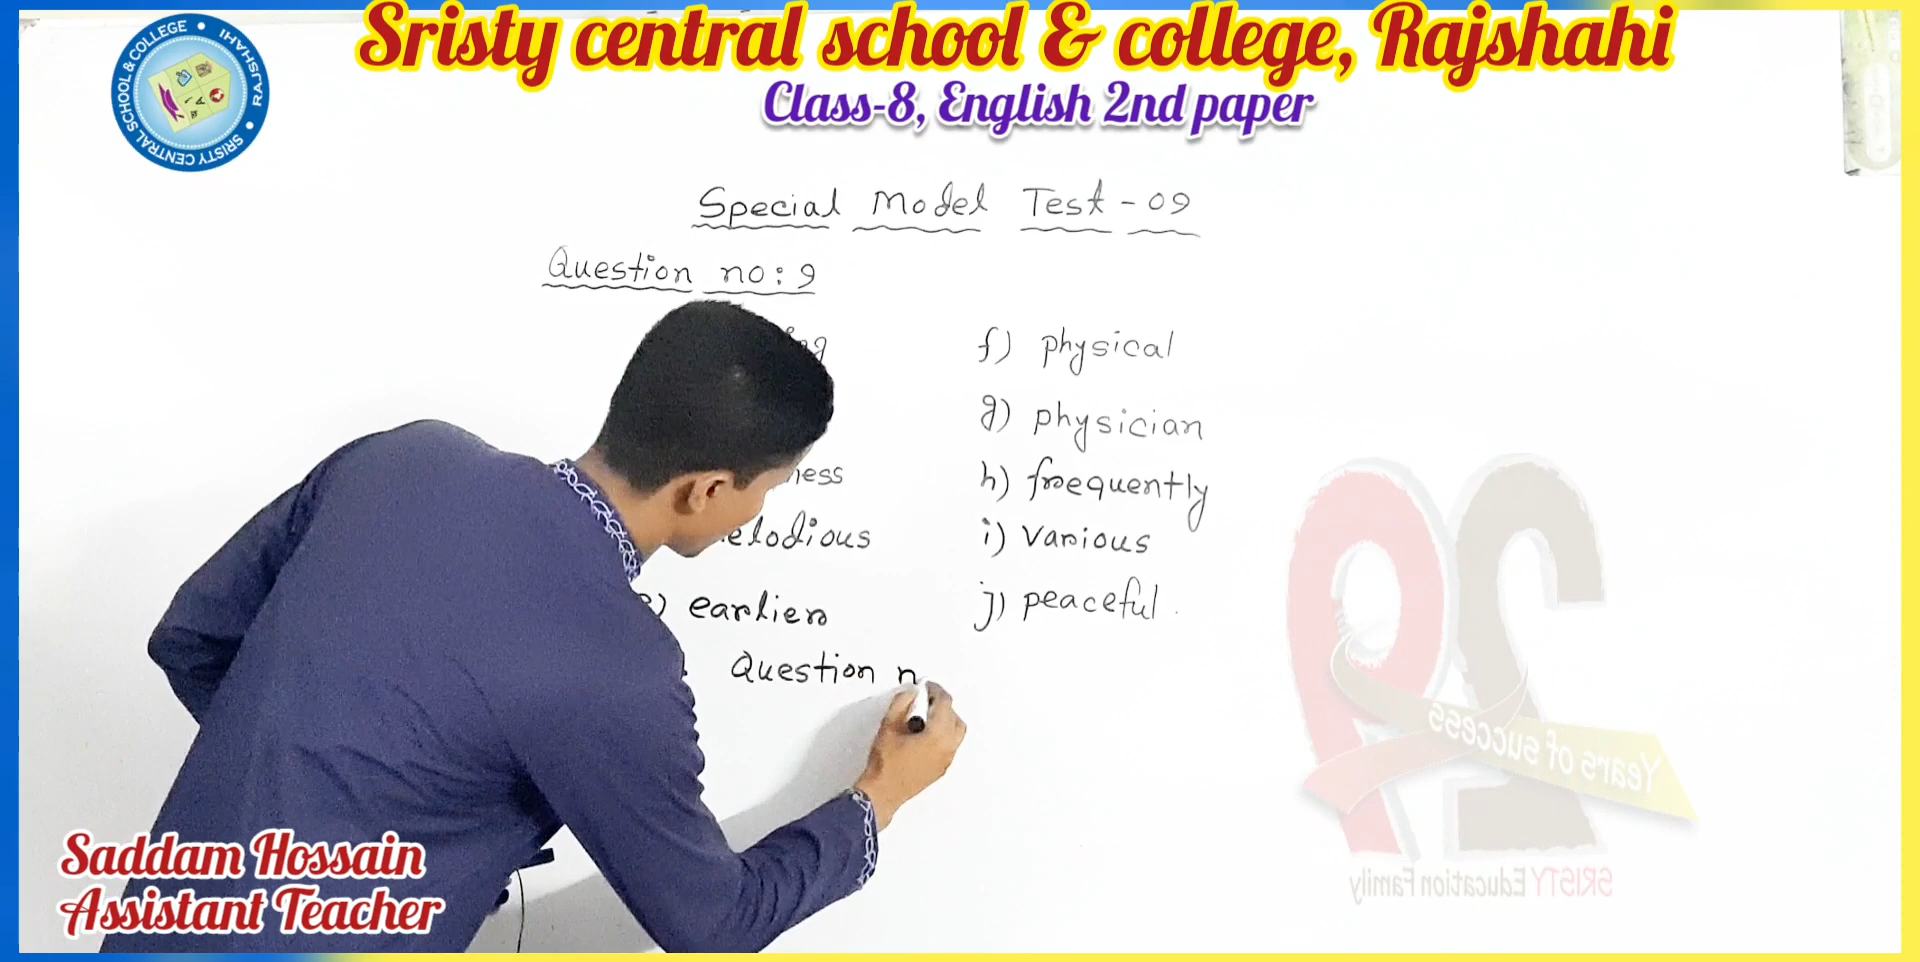 Sristy central school & college, Rajshahi
Class-8, English 2nd paper
SRISTY CENTRAL SCHOOL & COLLEGE • RAJSHAHI •
Special Model Test-09
Question no: 9
f) physical
g) physician
h) frequently
i) various
j) peaceful.
elodious
e) earlier
Question n
29
Years of success
SRISTY Education Family
Saddam Hossain
Assistant Teacher